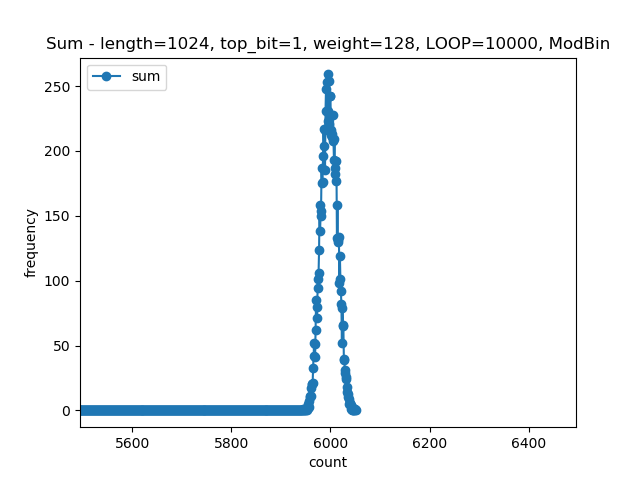 Sum - length=1024, top_bit=1, weight=128, LOOP=10000, ModBin
sum
frequency
250
200
150
100
50
0
5600 5800 6000 6200 6400
count